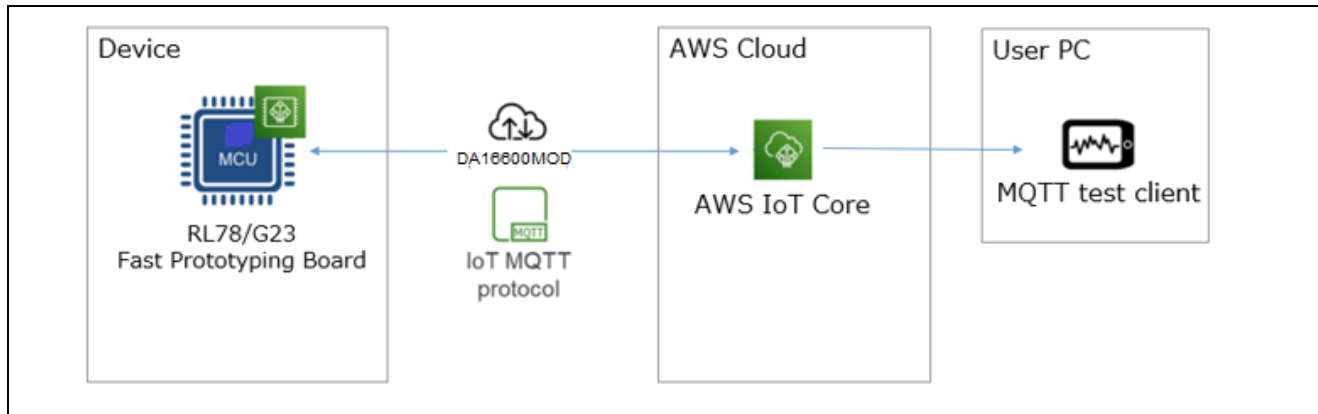 Device
MCU
RL78/G23
Fast Prototyping Board
DA16600MOD
MQTT
IoT MQTT
protocol
AWS Cloud
AWS IoT Core
User PC
MQTT test client